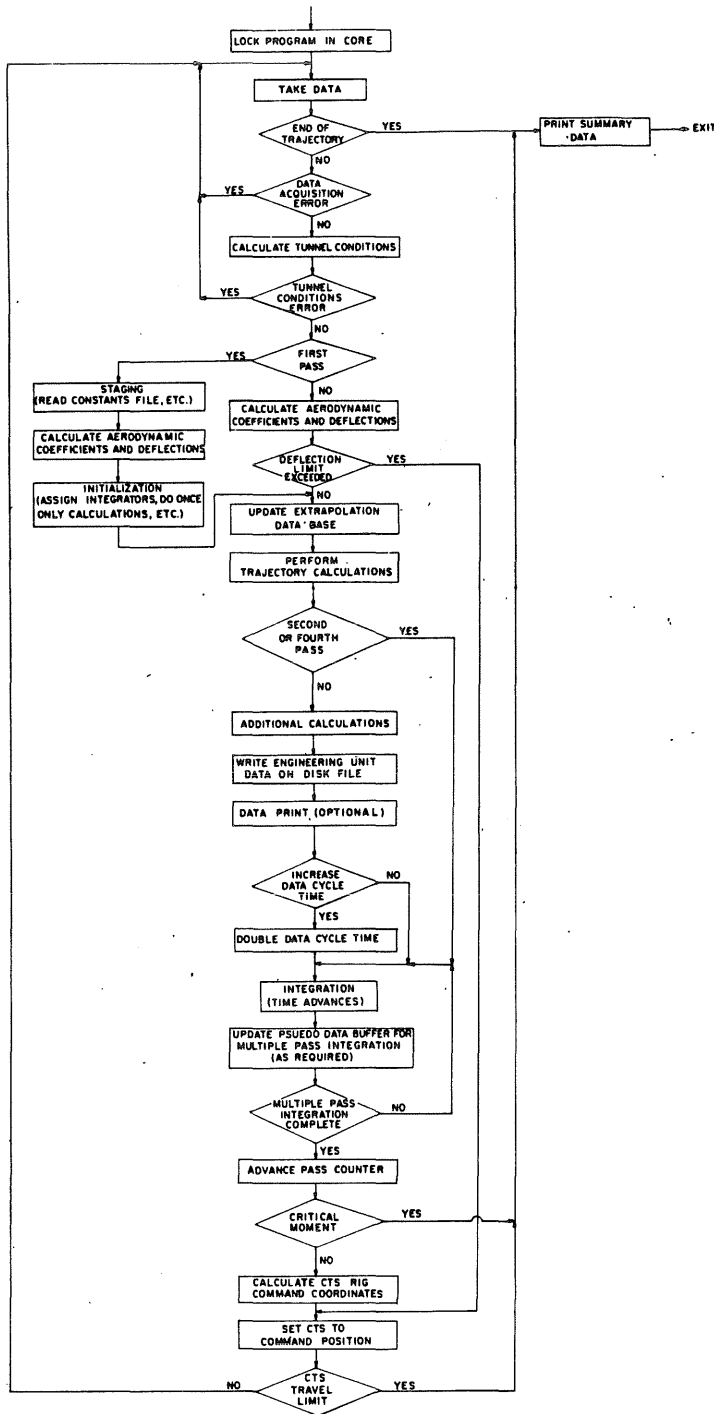 LOCK PROGRAM IN CORE
TAKE DATA
END OF
TRAJECTORY
YES
PRINT SUMMARY
DATA
EXIT
NO
DATA
ACQUISITION
ERROR
YES
NO
CALCULATE TUNNEL CONDITIONS
TUNNEL
CONDITIONS
ERROR
YES
NO
FIRST
PASS
YES
NO
STAGING
(READ CONSTANTS FILE, ETC.)
CALCULATE AERODYNAMIC
COEFFICIENTS AND DEFLECTIONS
CALCULATE AERODYNAMIC
COEFFICIENTS AND DEFLECTIONS
DEFLECTION
LIMIT
EXCEEDED
YES
NO
INITIALIZATION
(ASSIGN INTEGRATORS, DO ONCE
ONLY CALCULATIONS, ETC.)
UPDATE EXTRAPOLATION
DATA BASE
PERFORM
TRAJECTORY CALCULATIONS
SECOND
OR FOURTH
PASS
YES
NO
ADDITIONAL CALCULATIONS
WRITE ENGINEERING UNIT
DATA ON DISK FILE
DATA PRINT (OPTIONAL)
INCREASE
DATA CYCLE
TIME
NO
YES
DOUBLE DATA CYCLE TIME
INTEGRATION
(TIME ADVANCES)
UPDATE PSUEDO DATA BUFFER FOR
MULTIPLE PASS INTEGRATION
(AS REQUIRED)
MULTIPLE PASS
INTEGRATION
COMPLETE
NO
YES
ADVANCE PASS COUNTER
CRITICAL
MOMENT
YES
NO
CALCULATE CTS RIG
COMMAND COORDINATES
SET CTS TO
COMMAND POSITION
CTS
TRAVEL
LIMIT
NO
YES